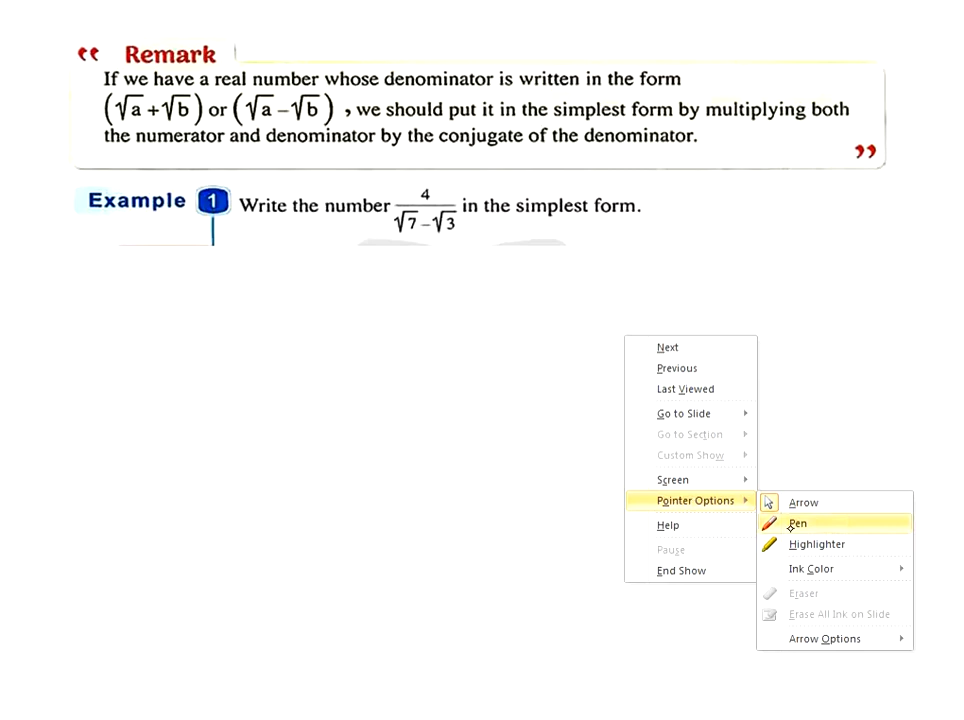 “ Remark
If we have a real number whose denominator is written in the form
(√a + √b) or (√a − √b) , we should put it in the simplest form by multiplying both
the numerator and denominator by the conjugate of the denominator.
”
Example 1 Write the number 4/(√7 − √3) in the simplest form.
Next
Previous
Last Viewed
Go to Slide
Go to Section
Custom Show
Screen
Pointer Options
Help
Pause
End Show
Arrow
Pen
Highlighter
Ink Color
Eraser
Erase All Ink on Slide
Arrow Options